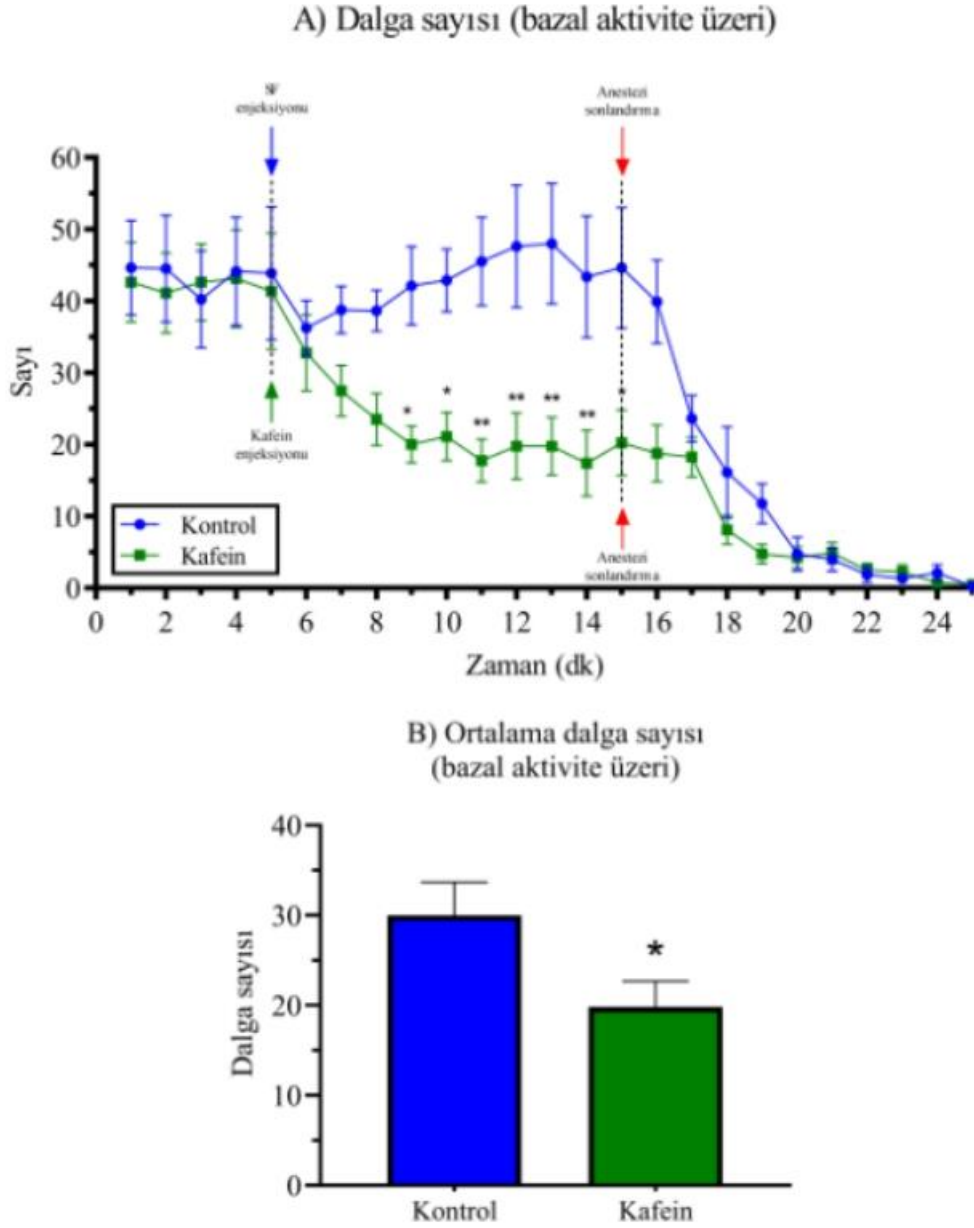 A) Dalga sayısı (bazal aktivite üzeri)
SF
enjeksiyonu
Anestezi
sonlandırma
60
50
40
30
20
10
0
Sayı
* * ** ** ** ** *
Kafein
enjeksiyonu
Kontrol
Kafein
Anestezi
sonlandırma
0 2 4 6 8 10 12 14 16 18 20 22 24
Zaman (dk)
B) Ortalama dalga sayısı
(bazal aktivite üzeri)
40
30
20
10
0
Dalga sayısı
*
Kontrol Kafein